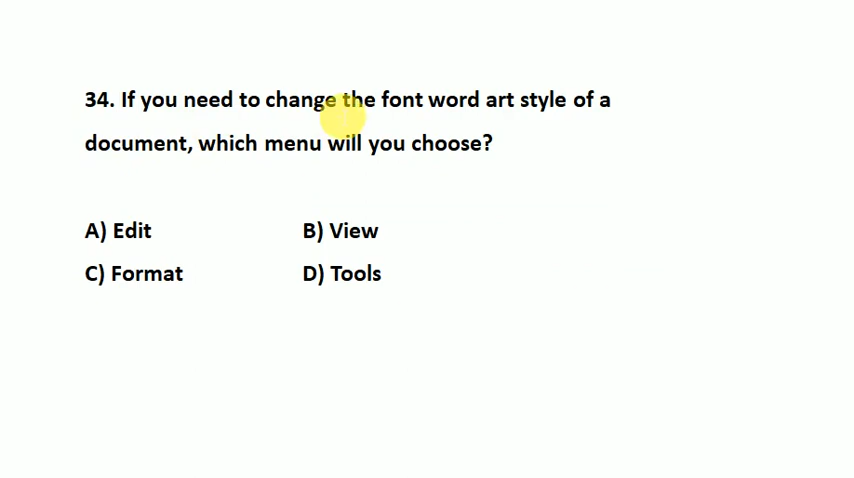 34. If you need to change the font word art style of a
document, which menu will you choose?
A) Edit B) View
C) Format D) Tools